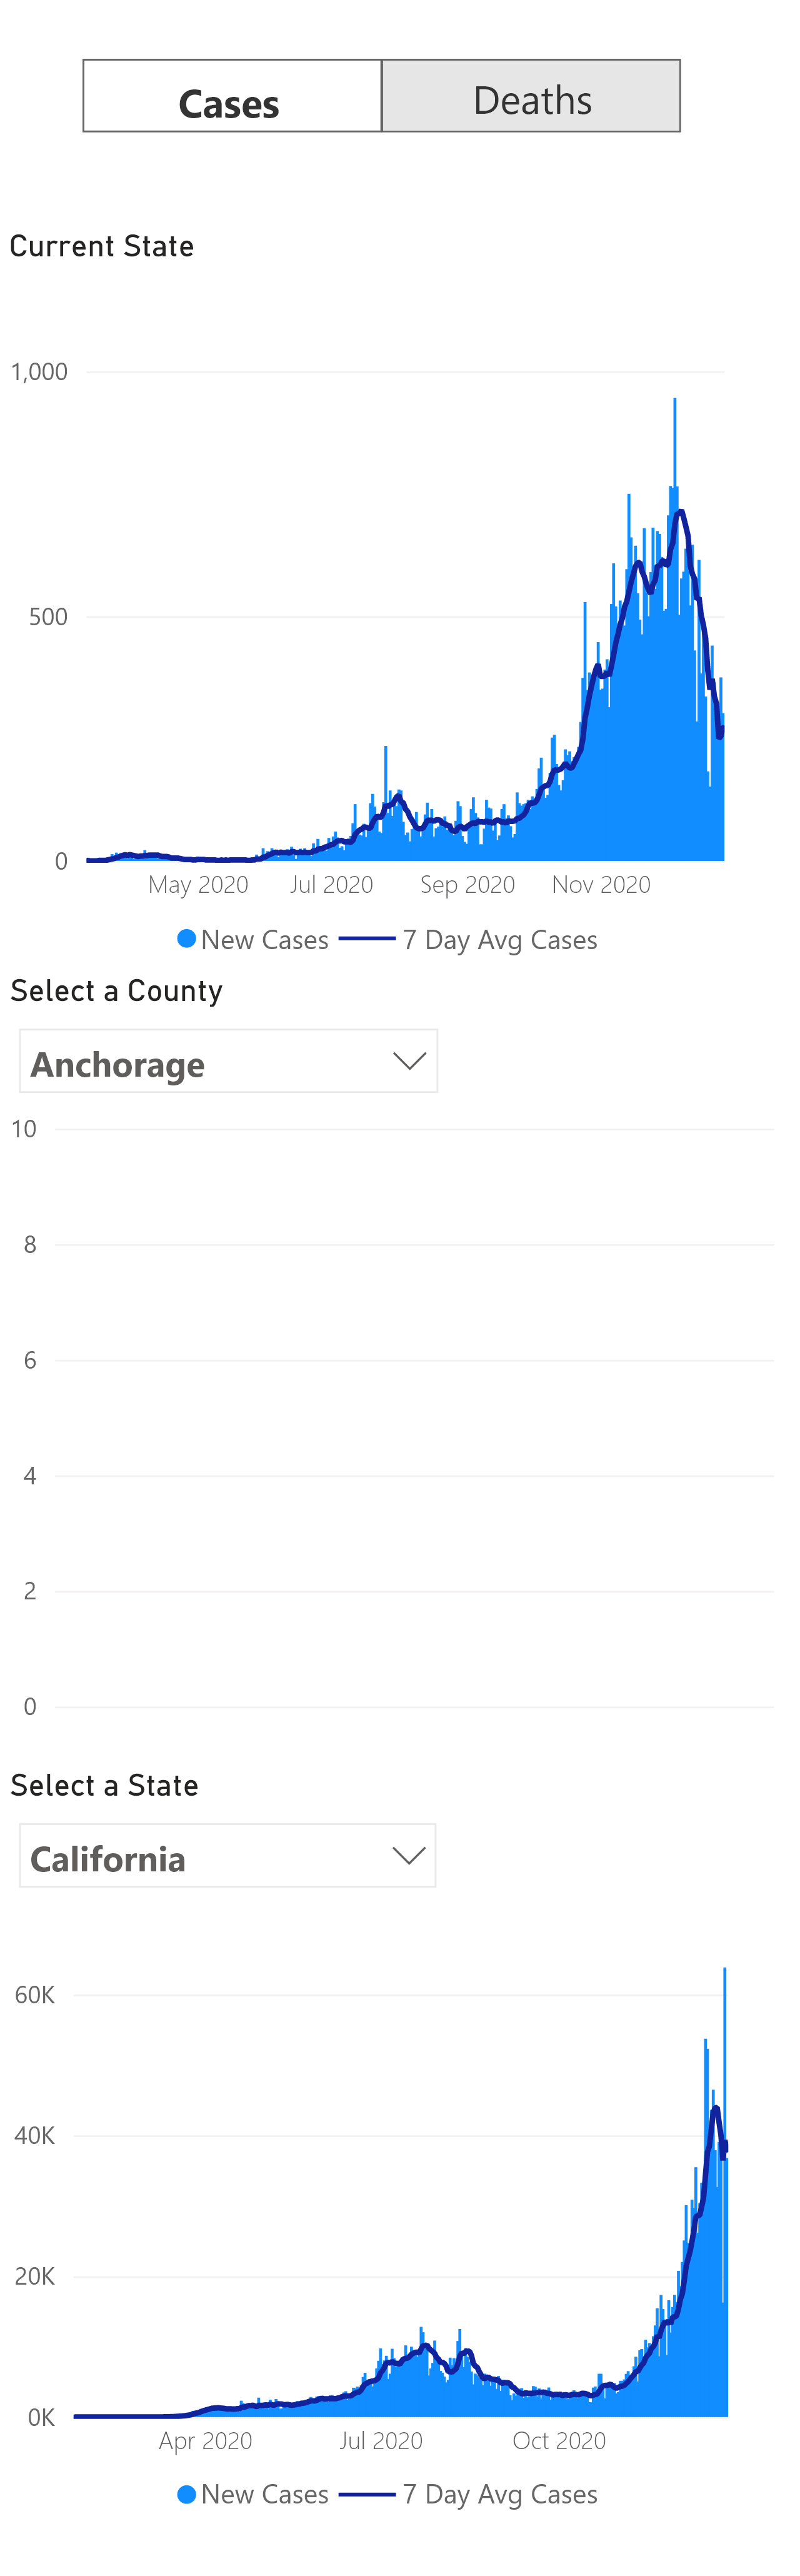 Cases Deaths
Current State
1,000
500
0
May 2020 Jul 2020 Sep 2020 Nov 2020
New Cases 7 Day Avg Cases
Select a County
Anchorage
10
8
6
4
2
0
Select a State
California
60K
40K
20K
0K
Apr 2020 Jul 2020 Oct 2020
New Cases 7 Day Avg Cases